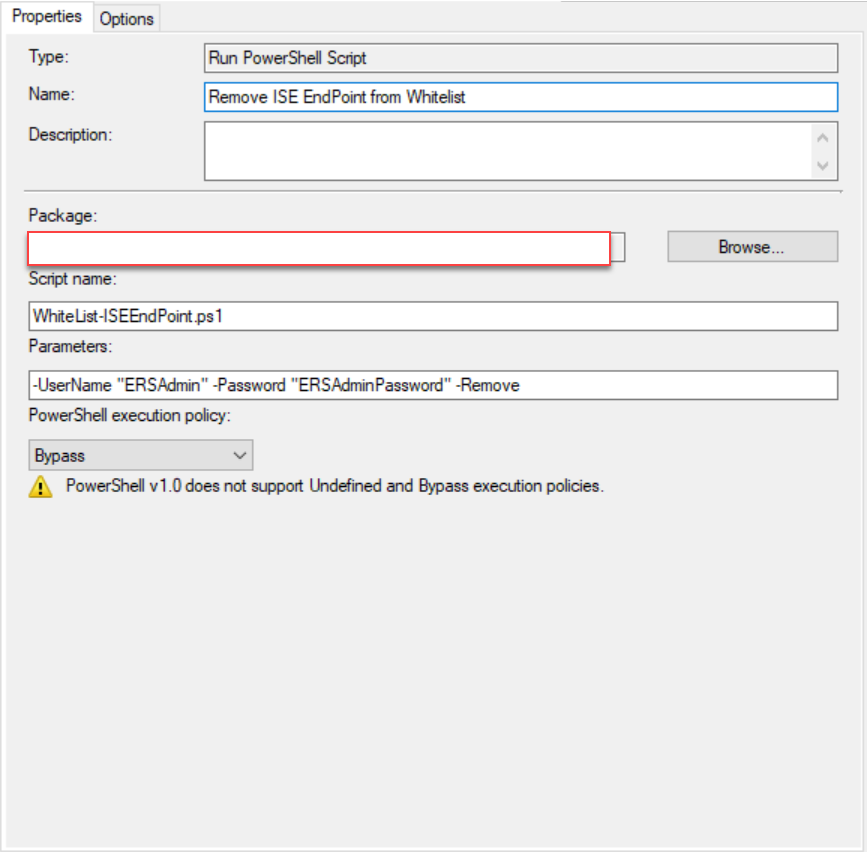 Properties Options
Type: Run PowerShell Script
Name: Remove ISE EndPoint from Whitelist
Description:
Package:
Browse...
Script name:
WhiteList-ISEEndPoint.ps1
Parameters:
-UserName "ERSAdmin" -Password "ERSAdminPassword" -Remove
PowerShell execution policy:
Bypass
PowerShell v1.0 does not support Undefined and Bypass execution policies.